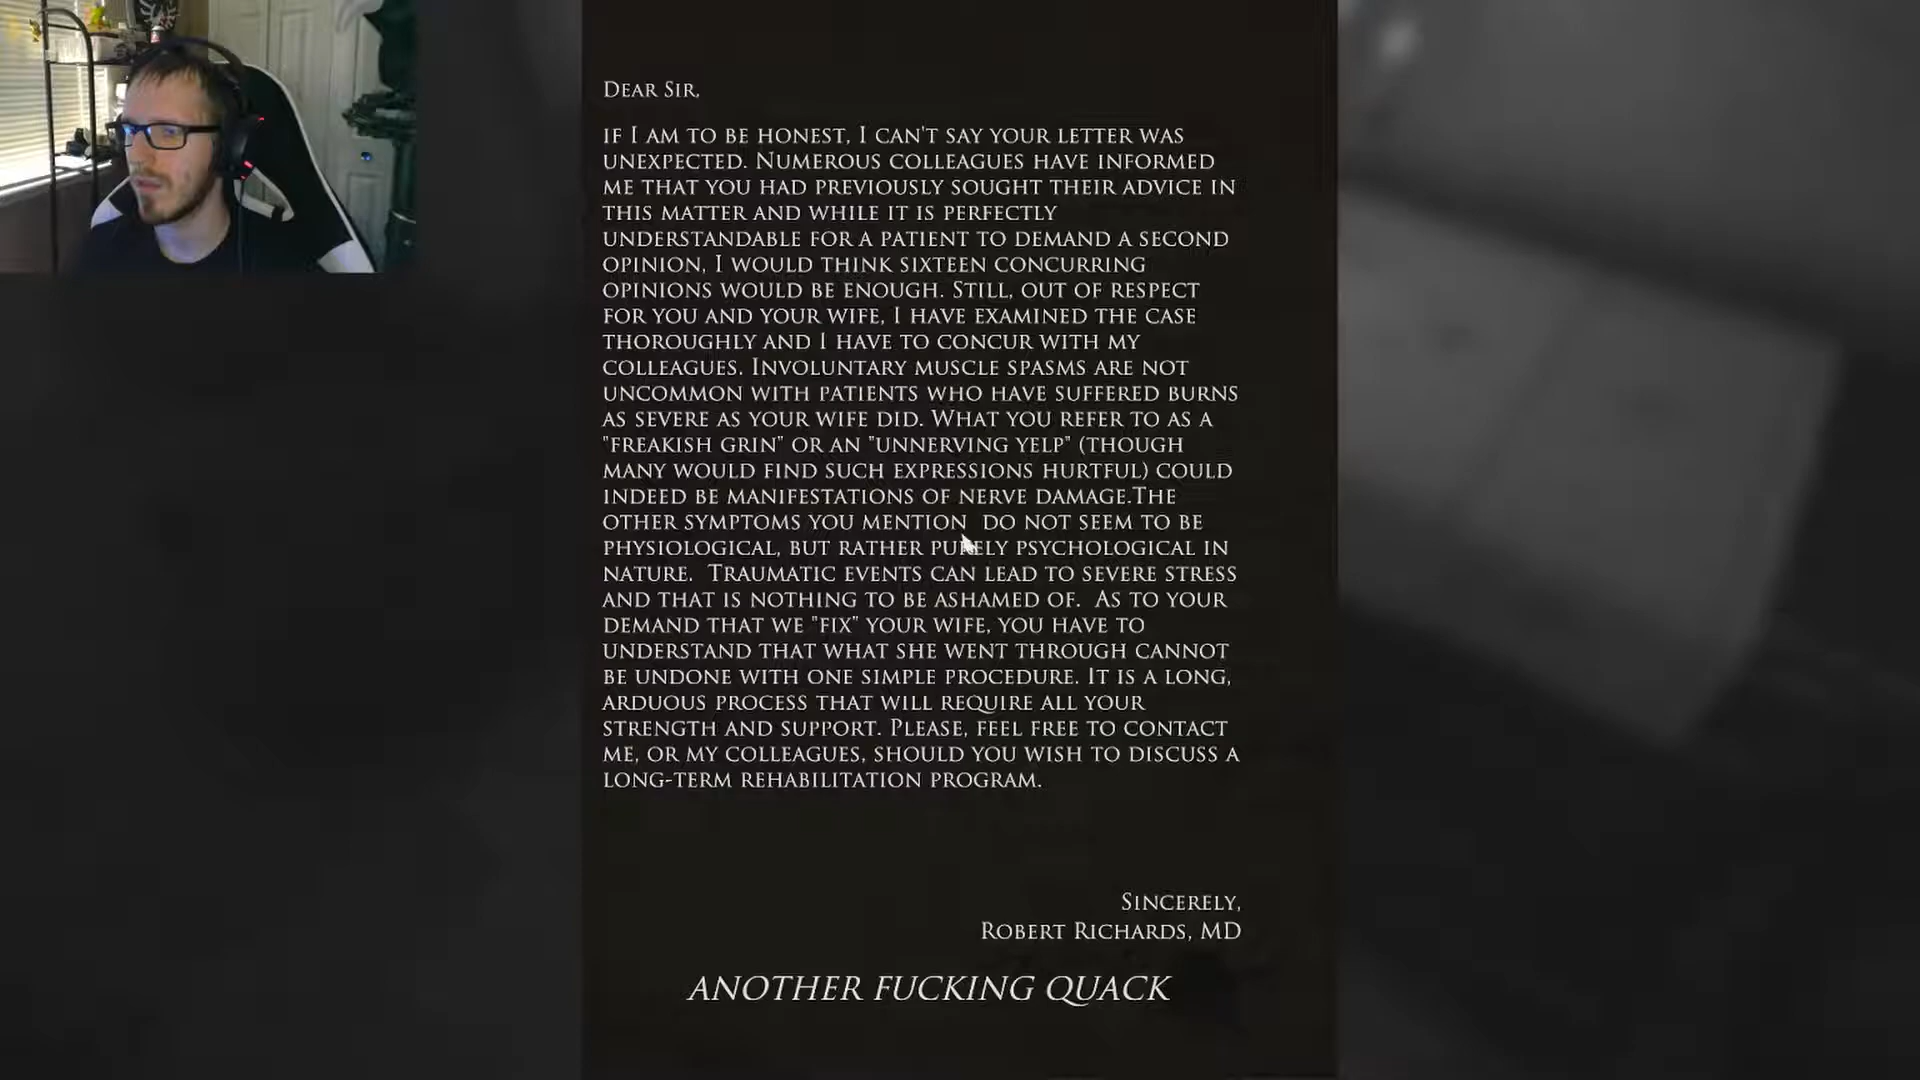 Dear Sir,
if I am to be honest, I can't say your letter was
unexpected. Numerous colleagues have informed
me that you had previously sought their advice in
this matter and while it is perfectly
understandable for a patient to demand a second
opinion, I would think sixteen concurring
opinions would be enough. Still, out of respect
for you and your wife, I have examined the case
thoroughly and I have to concur with my
colleagues. Involuntary muscle spasms are not
uncommon with patients who have suffered burns
as severe as your wife did. What you refer to as a
"freakish grin" or an "unnerving yelp" (though
many would find such expressions hurtful) could
indeed be manifestations of nerve damage.The
other symptoms you mention  do not seem to be
physiological, but rather purely psychological in
nature.  Traumatic events can lead to severe stress
and that is nothing to be ashamed of.  As to your
demand that we "fix" your wife, you have to
understand that what she went through cannot
be undone with one simple procedure. It is a long,
arduous process that will require all your
strength and support. Please, feel free to contact
me, or my colleagues, should you wish to discuss a
long-term rehabilitation program.
Sincerely,
Robert Richards, MD
ANOTHER FUCKING QUACK